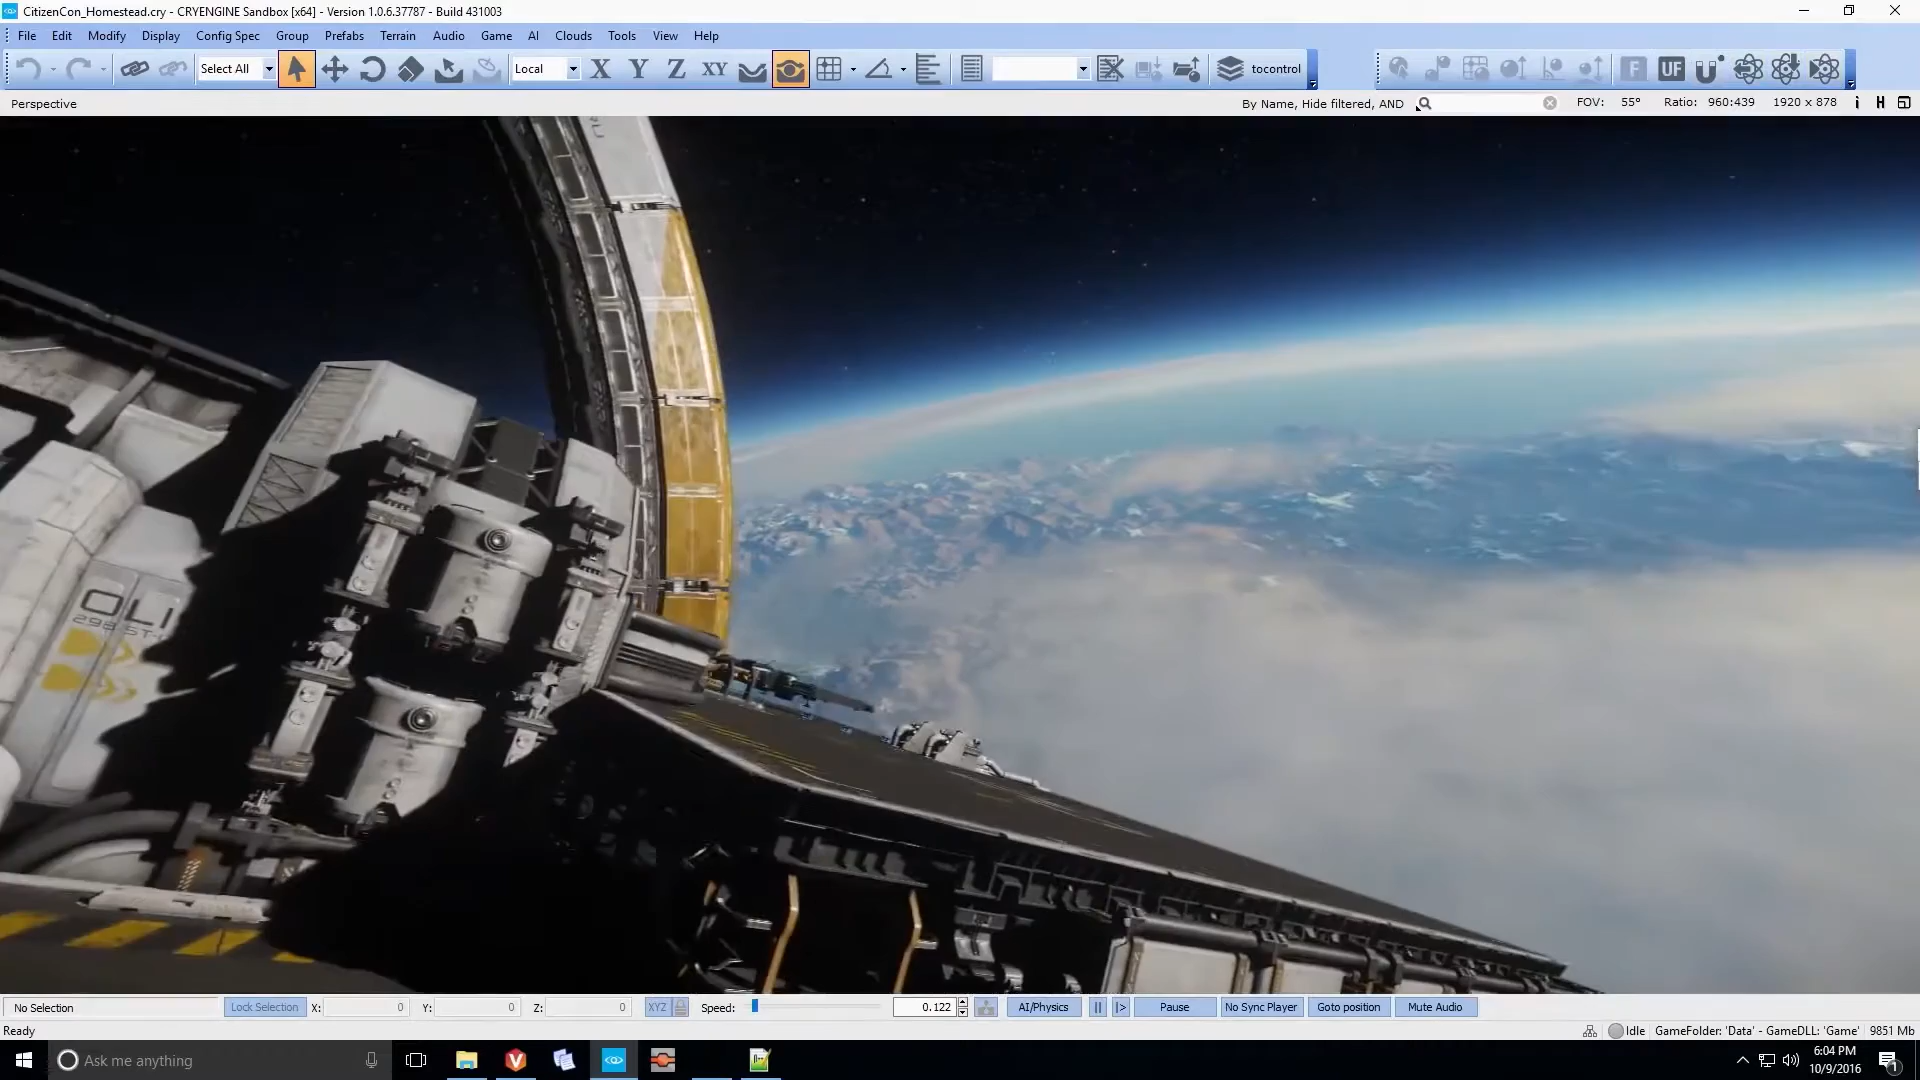 CitizenCon_Homestead.cry - CRYENGINE Sandbox [x64] - Version 1.0.6.37787 - Build 431003
File Edit Modify Display Config Spec Group Prefabs Terrain Audio Game AI Clouds Tools View Help
Select All Local X Y Z XY tocontrol F UF
Perspective By Name, Hide filtered, AND FOV: 55° Ratio: 960:439 1920 x 878 i H
OLI
No Selection Lock Selection X: 0 Y: 0 Z: 0 XYZ Speed: 0.122 AI/Physics Pause No Sync Player Goto position Mute Audio
Ready Idle GameFolder: 'Data' - GameDLL: 'Game' 9851 Mb
Ask me anything 6:04 PM
10/9/2016 1